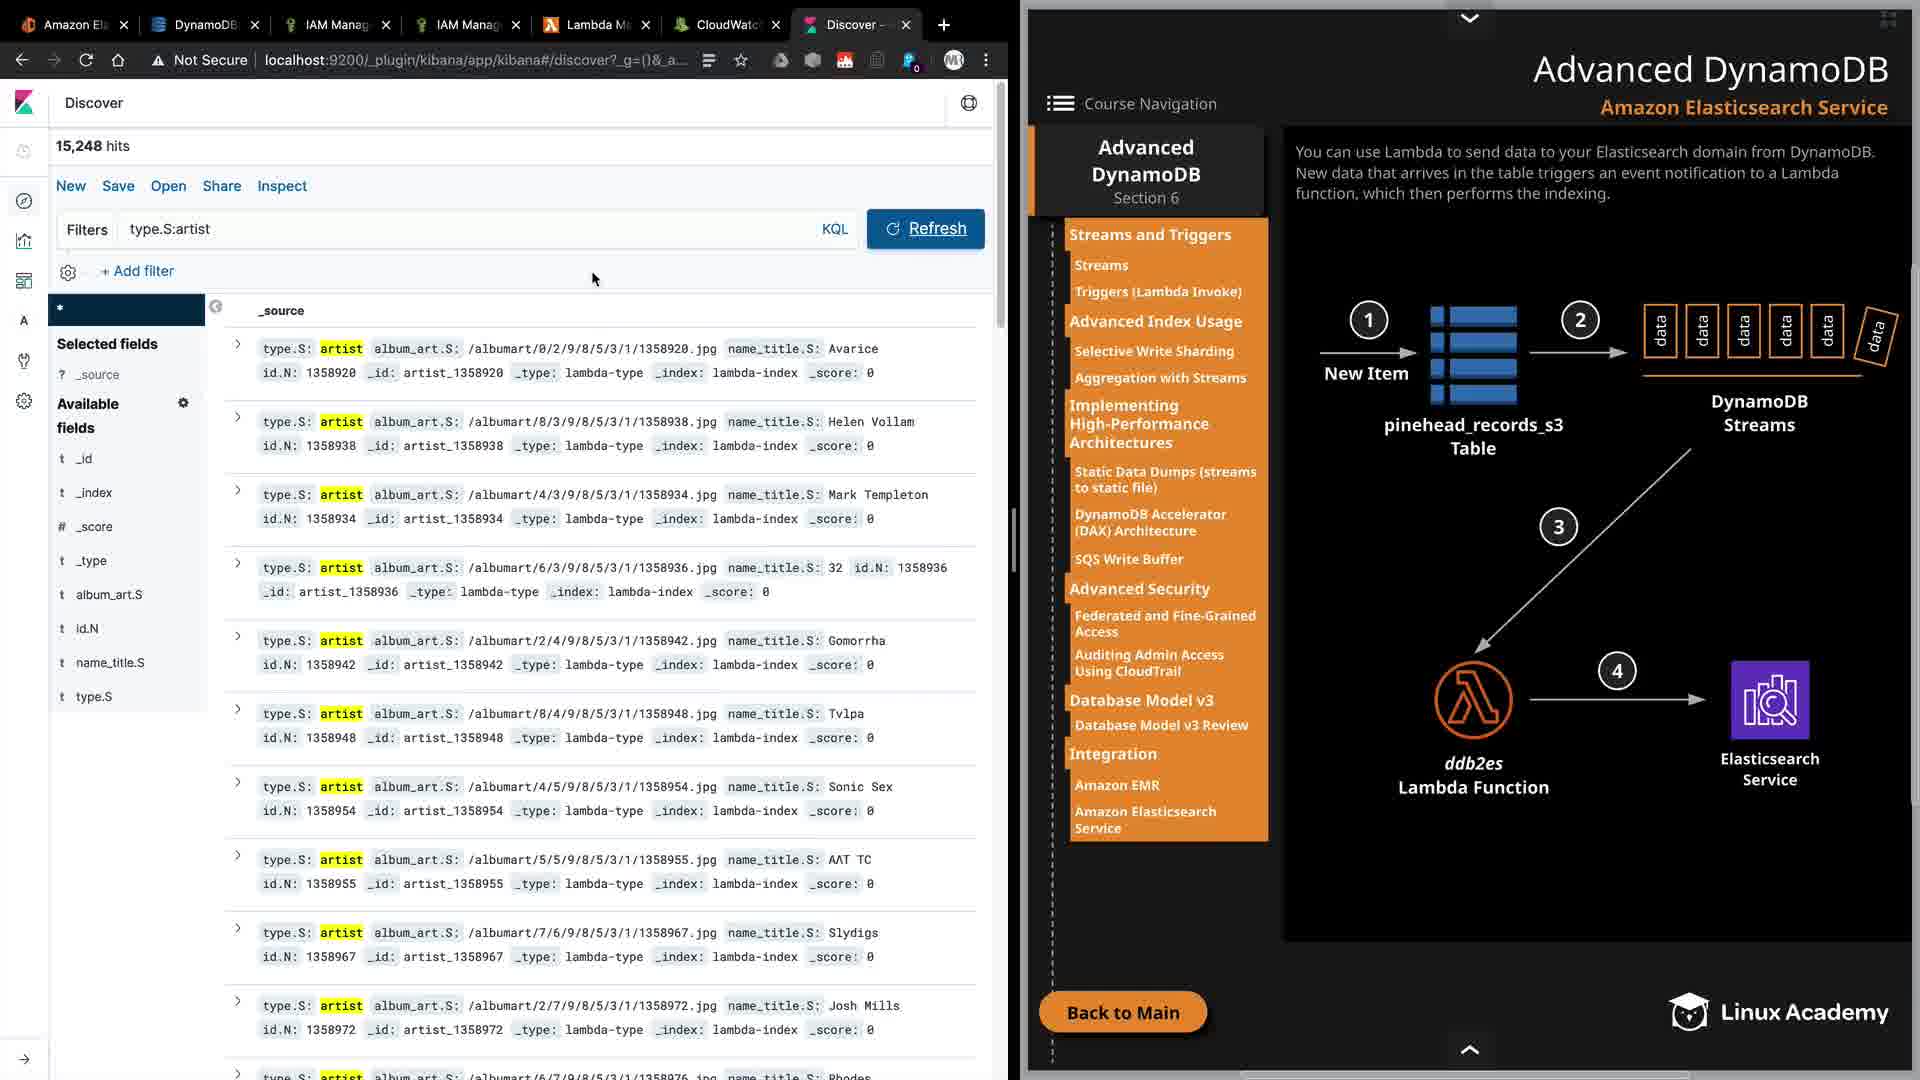 Amazon Ela
DynamoDB
IAM Manag
IAM Manag
Lambda Ma
CloudWatc
Discover -
Not Secure
localhost:9200/_plugin/kibana/app/kibana#/discover?_g=()&_a...
0
Discover
15,248 hits
New Save Open Share Inspect
Filters type.S:artist KQL Refresh
+ Add filter
*
Selected fields
? _source
Available fields
t _id
t _index
# _score
t _type
t album_art.S
t id.N
t name_title.S
t type.S
A
_source
type.S: artist album_art.S: /albumart/0/2/9/8/5/3/1/1358920.jpg name_title.S: Avarice
id.N: 1358920 _id: artist_1358920 _type: lambda-type _index: lambda-index _score: 0
type.S: artist album_art.S: /albumart/8/3/9/8/5/3/1/1358938.jpg name_title.S: Helen Vollam
id.N: 1358938 _id: artist_1358938 _type: lambda-type _index: lambda-index _score: 0
type.S: artist album_art.S: /albumart/4/3/9/8/5/3/1/1358934.jpg name_title.S: Mark Templeton
id.N: 1358934 _id: artist_1358934 _type: lambda-type _index: lambda-index _score: 0
type.S: artist album_art.S: /albumart/6/3/9/8/5/3/1/1358936.jpg name_title.S: 32 id.N: 1358936
_id: artist_1358936 _type: lambda-type _index: lambda-index _score: 0
type.S: artist album_art.S: /albumart/2/4/9/8/5/3/1/1358942.jpg name_title.S: Gomorrha
id.N: 1358942 _id: artist_1358942 _type: lambda-type _index: lambda-index _score: 0
type.S: artist album_art.S: /albumart/8/4/9/8/5/3/1/1358948.jpg name_title.S: Tvlpa
id.N: 1358948 _id: artist_1358948 _type: lambda-type _index: lambda-index _score: 0
type.S: artist album_art.S: /albumart/4/5/9/8/5/3/1/1358954.jpg name_title.S: Sonic Sex
id.N: 1358954 _id: artist_1358954 _type: lambda-type _index: lambda-index _score: 0
type.S: artist album_art.S: /albumart/5/5/9/8/5/3/1/1358955.jpg name_title.S: ΑΛΤ TC
id.N: 1358955 _id: artist_1358955 _type: lambda-type _index: lambda-index _score: 0
type.S: artist album_art.S: /albumart/7/6/9/8/5/3/1/1358967.jpg name_title.S: Slydigs
id.N: 1358967 _id: artist_1358967 _type: lambda-type _index: lambda-index _score: 0
type.S: artist album_art.S: /albumart/2/7/9/8/5/3/1/1358972.jpg name_title.S: Josh Mills
id.N: 1358972 _id: artist_1358972 _type: lambda-type _index: lambda-index _score: 0
type.S: artist album_art.S: /albumart/6/7/9/8/5/3/1/1358976.jpg name_title.S: Rhodes
Advanced DynamoDB
Amazon Elasticsearch Service
Course Navigation
Advanced
DynamoDB
Section 6
Streams and Triggers
Streams
Triggers (Lambda Invoke)
Advanced Index Usage
Selective Write Sharding
Aggregation with Streams
Implementing
High-Performance
Architectures
Static Data Dumps (streams
to static file)
DynamoDB Accelerator
(DAX) Architecture
SQS Write Buffer
Advanced Security
Federated and Fine-Grained
Access
Auditing Admin Access
Using CloudTrail
Database Model v3
Database Model v3 Review
Integration
Amazon EMR
Amazon Elasticsearch
Service
Back to Main
You can use Lambda to send data to your Elasticsearch domain from DynamoDB.
New data that arrives in the table triggers an event notification to a Lambda
function, which then performs the indexing.
1
New Item
pinehead_records_s3
Table
2
data data data data data data
DynamoDB
Streams
3
ddb2es
Lambda Function
4
Elasticsearch
Service
Linux Academy